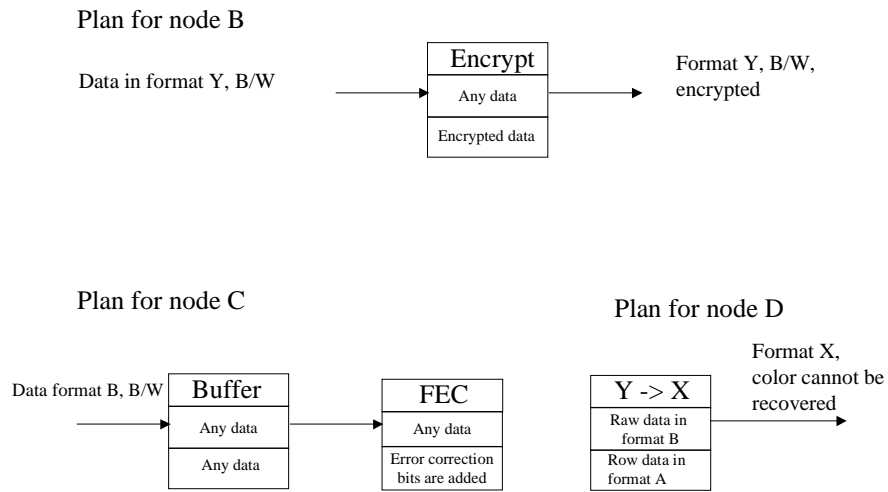 Plan for node B
Data in format Y, B/W
Encrypt
Any data
Encrypted data
Format Y, B/W,
encrypted
Plan for node C
Data format B, B/W
Buffer
Any data
Any data
FEC
Any data
Error correction
bits are added
Plan for node D
Y -> X
Raw data in
format B
Row data in
format A
Format X,
color cannot be
recovered